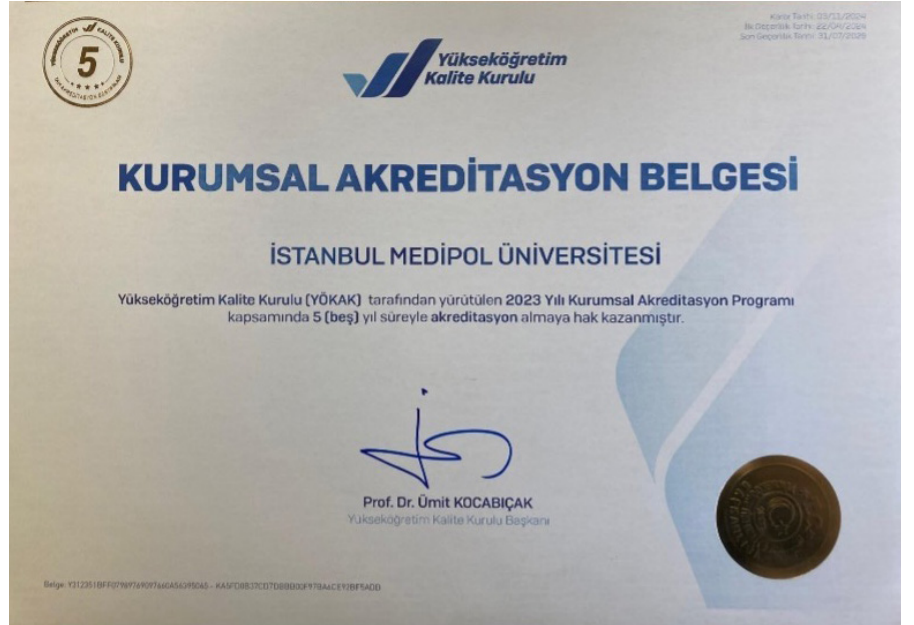 5
Yükseköğretim
Kalite Kurulu
KURUMSAL AKREDİTASYON BELGESİ
İSTANBUL MEDİPOL ÜNİVERSİTESİ
Yükseköğretim Kalite Kurulu (YÖKAK) tarafından yürütülen 2023 Yılı Kurumsal Akreditasyon Programı
kapsamında 5 (beş) yıl süreyle akreditasyon almaya hak kazanmıştır.
Prof. Dr. Ümit KOCABIÇAK
Yükseköğretim Kalite Kurulu Başkanı
Belge: